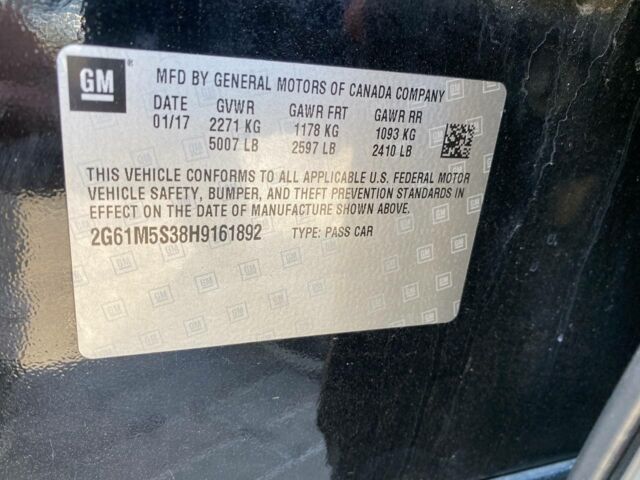 GM ® MFD BY GENERAL MOTORS OF CANADA COMPANY
DATE GVWR GAWR FRT GAWR RR
01/17 2271 KG 1178 KG 1093 KG
5007 LB 2597 LB 2410 LB
THIS VEHICLE CONFORMS TO ALL APPLICABLE U.S. FEDERAL MOTOR
VEHICLE SAFETY, BUMPER, AND THEFT PREVENTION STANDARDS IN
EFFECT ON THE DATE OF MANUFACTURE SHOWN ABOVE.
2G61M5S38H9161892 TYPE: PASS CAR